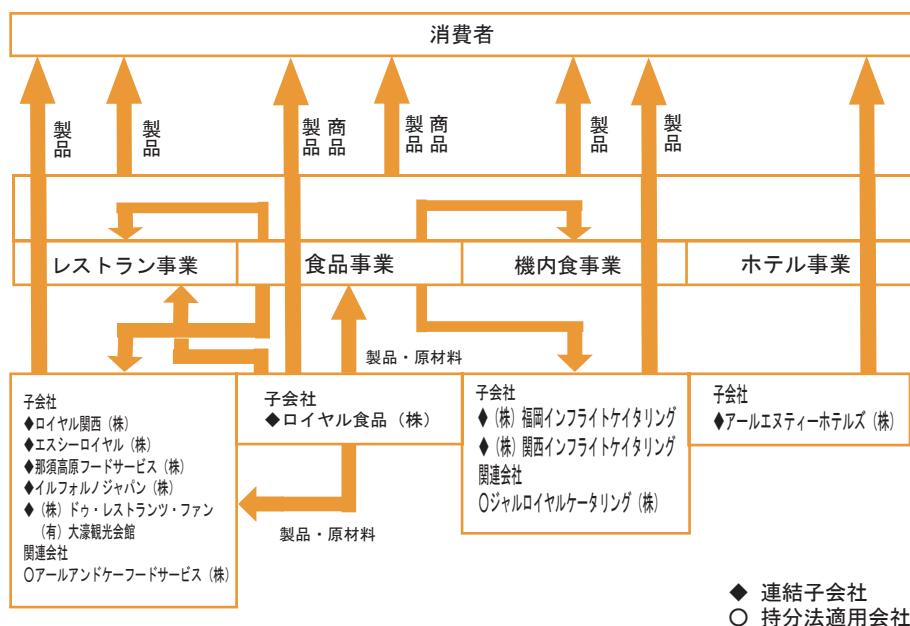 消費者
製品
製品
製品 商品
製品 商品
製品
製品
レストラン事業
食品事業
機内食事業
ホテル事業
製品・原材料
子会社
◆ロイヤル関西（株）
◆エスシーロイヤル（株）
◆那須高原フードサービス（株）
◆イルフォルノジャパン（株）
◆（株）ドゥ・レストランツ・ファン
（有）大濠観光会館
関連会社
○アールアンドケーフードサービス（株）
子会社
◆ロイヤル食品（株）
製品・原材料
子会社
◆（株）福岡インフライトケイタリング
◆（株）関西インフライトケイタリング
関連会社
○ジャルロイヤルケータリング（株）
子会社
◆アールエヌティーホテルズ（株）
◆ 連結子会社
○ 持分法適用会社